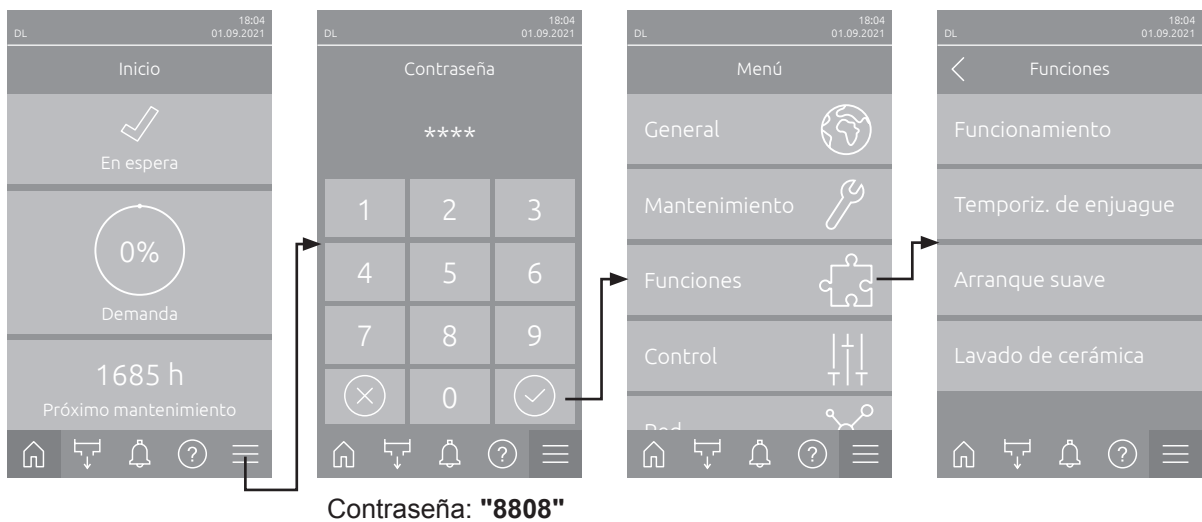 18:04
DL 01.09.2021
Inicio
En espera
0%
Demanda
1685 h
Próximo mantenimiento
?
18:04
DL 01.09.2021
Contraseña
****
1 2 3
4 5 6
7 8 9
0
?
Contraseña: "8808"
18:04
DL 01.09.2021
Menú
General
Mantenimiento
Funciones
Control
Red
?
18:04
DL 01.09.2021
Funciones
Funcionamiento
Temporiz. de enjuague
Arranque suave
Lavado de cerámica
?